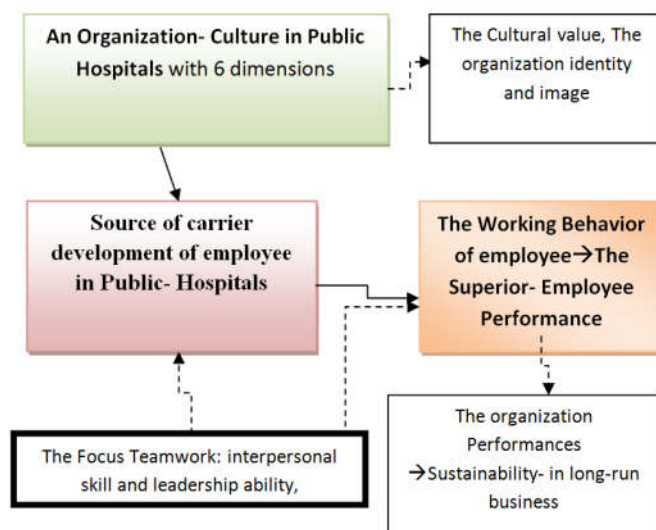 An Organization- Culture in Public
Hospitals with 6 dimensions
The Cultural value, The
organization identity
and image
Source of carrier
development of employee
in Public- Hospitals
The Working Behavior
of employee→The
Superior- Employee
Performance
The Focus Teamwork: interpersonal
skill and leadership ability,
The organization
Performances
→Sustainability- in long-run
business